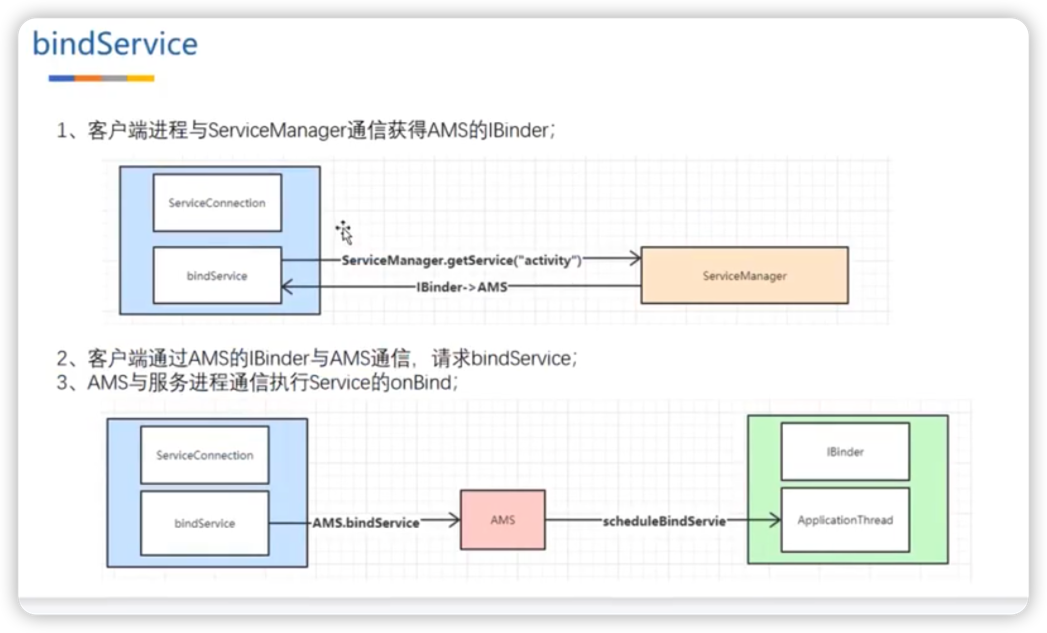 bindService
1、客户端进程与ServiceManager通信获得AMS的IBinder;
ServiceConnection
bindService
ServiceManager.getService("activity")
IBinder->AMS
ServiceManager
2、客户端通过AMS的IBinder与AMS通信，请求bindService;
3、AMS与服务进程通信执行Service的onBind;
ServiceConnection
bindService
AMS.bindService
AMS
scheduleBindServie
IBinder
ApplicationThread